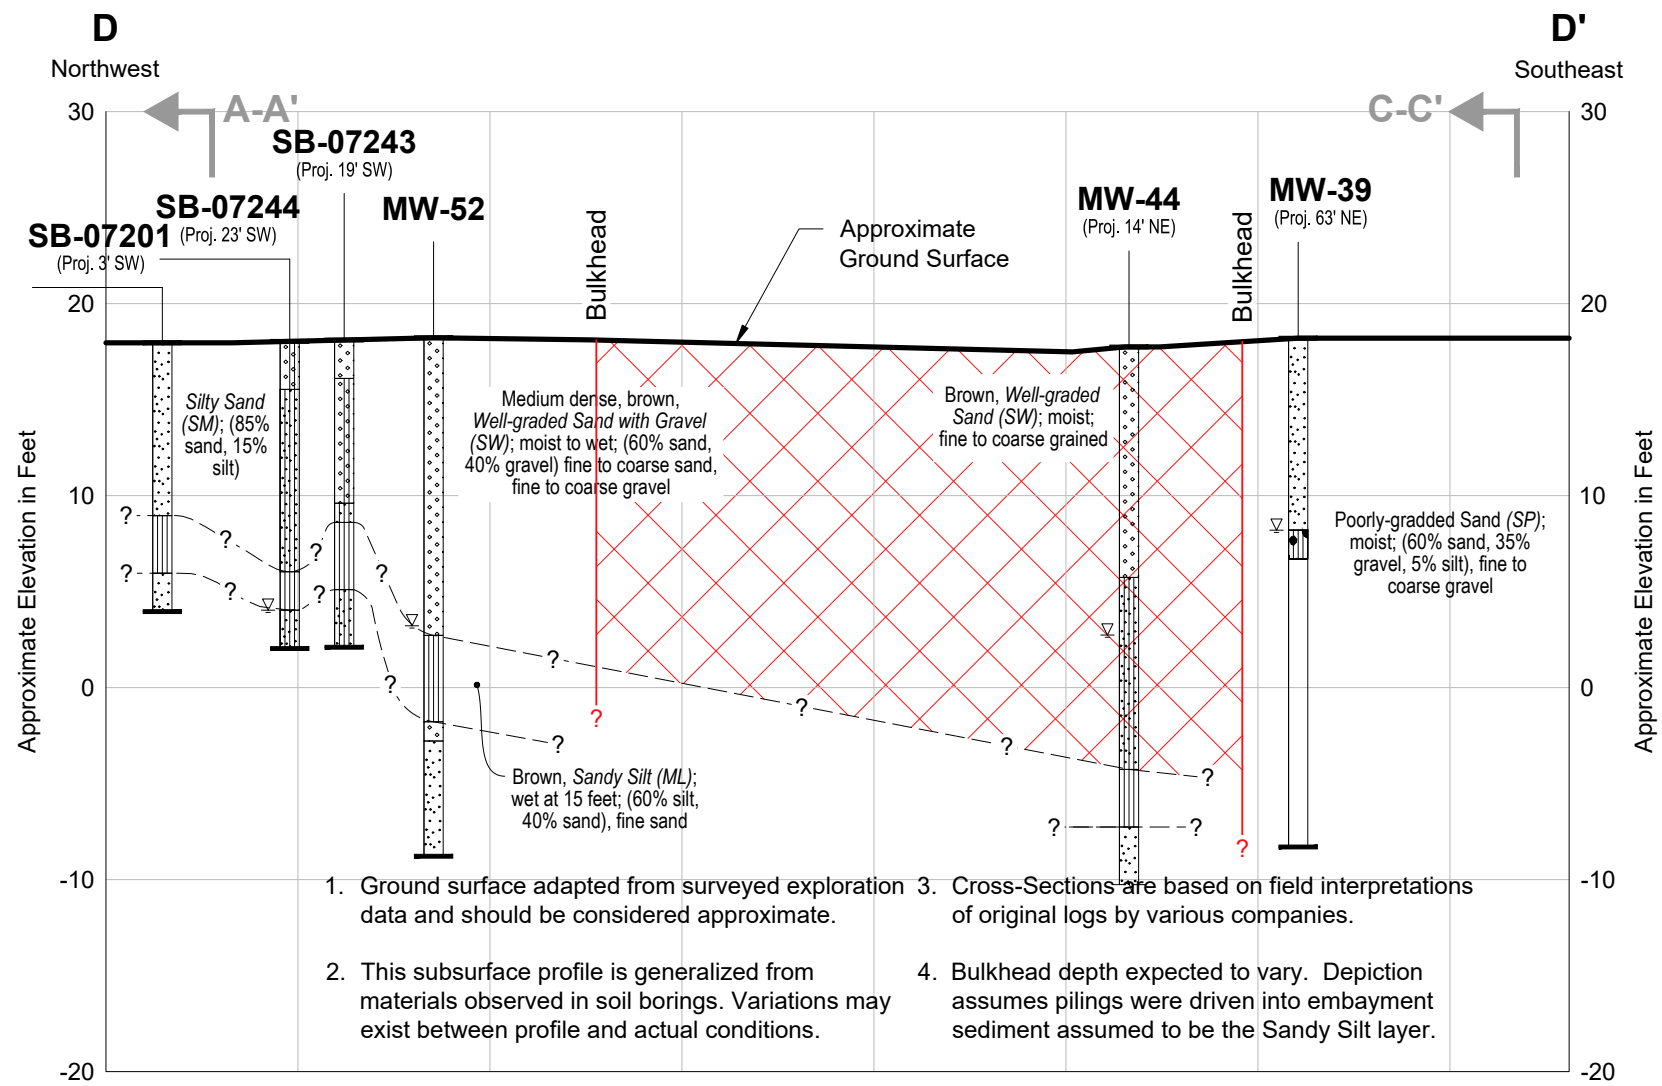 D
D'
Northwest
Southeast
A-A'
C-C'
30
30
SB-07243
(Proj. 19' SW)
SB-07244
(Proj. 23' SW)
SB-07201
(Proj. 3' SW)
MW-52
Bulkhead
Approximate
Ground Surface
MW-44
(Proj. 14' NE)
Bulkhead
MW-39
(Proj. 63' NE)
20
20
Silty Sand
(SM); (85%
sand, 15%
silt)
Medium dense, brown,
Well-graded Sand with Gravel
(SW); moist to wet; (60% sand,
40% gravel) fine to coarse sand,
fine to coarse gravel
Brown, Well-graded
Sand (SW); moist;
fine to coarse grained
Poorly-gradded Sand (SP);
moist; (60% sand, 35%
gravel, 5% silt), fine to
coarse gravel
10
10
Approximate Elevation in Feet
Approximate Elevation in Feet
? ? ? ?
? ? ? ?
? ? ? ?
? ?
? ?
? ?
0
0
Brown, Sandy Silt (ML);
wet at 15 feet; (60% silt,
40% sand), fine sand
-10
-10
1. Ground surface adapted from surveyed exploration
data and should be considered approximate.
2. This subsurface profile is generalized from
materials observed in soil borings. Variations may
exist between profile and actual conditions.
3. Cross-Sections are based on field interpretations
of original logs by various companies.
4. Bulkhead depth expected to vary. Depiction
assumes pilings were driven into embayment
sediment assumed to be the Sandy Silt layer.
-20
-20